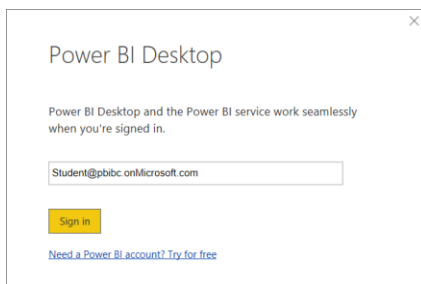 Power BI Desktop
Power BI Desktop and the Power BI service work seamlessly
when you're signed in.
Student@pbibc.onMicrosoft.com
Sign in
Need a Power BI account? Try for free